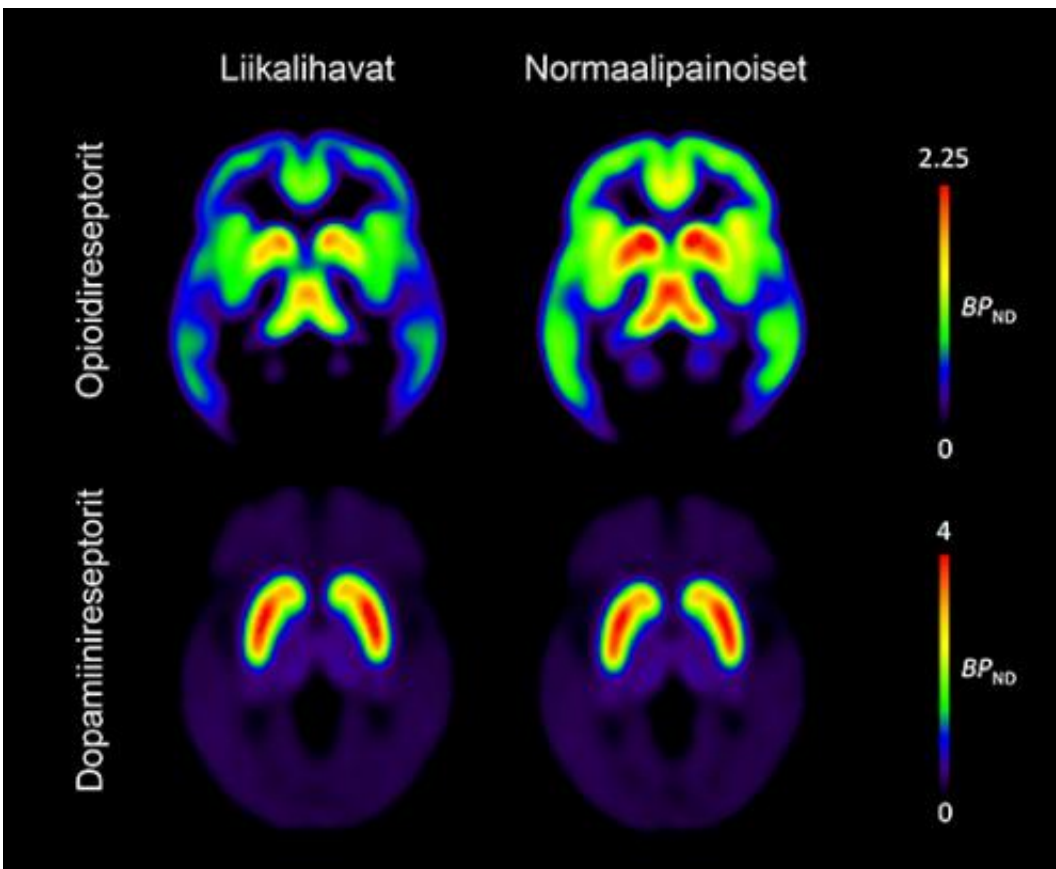 Liikalihavat
Normaalipainoiset
Opioidireseptorit
2.25
BPND
0
Dopamiinireseptorit
4
BPND
0